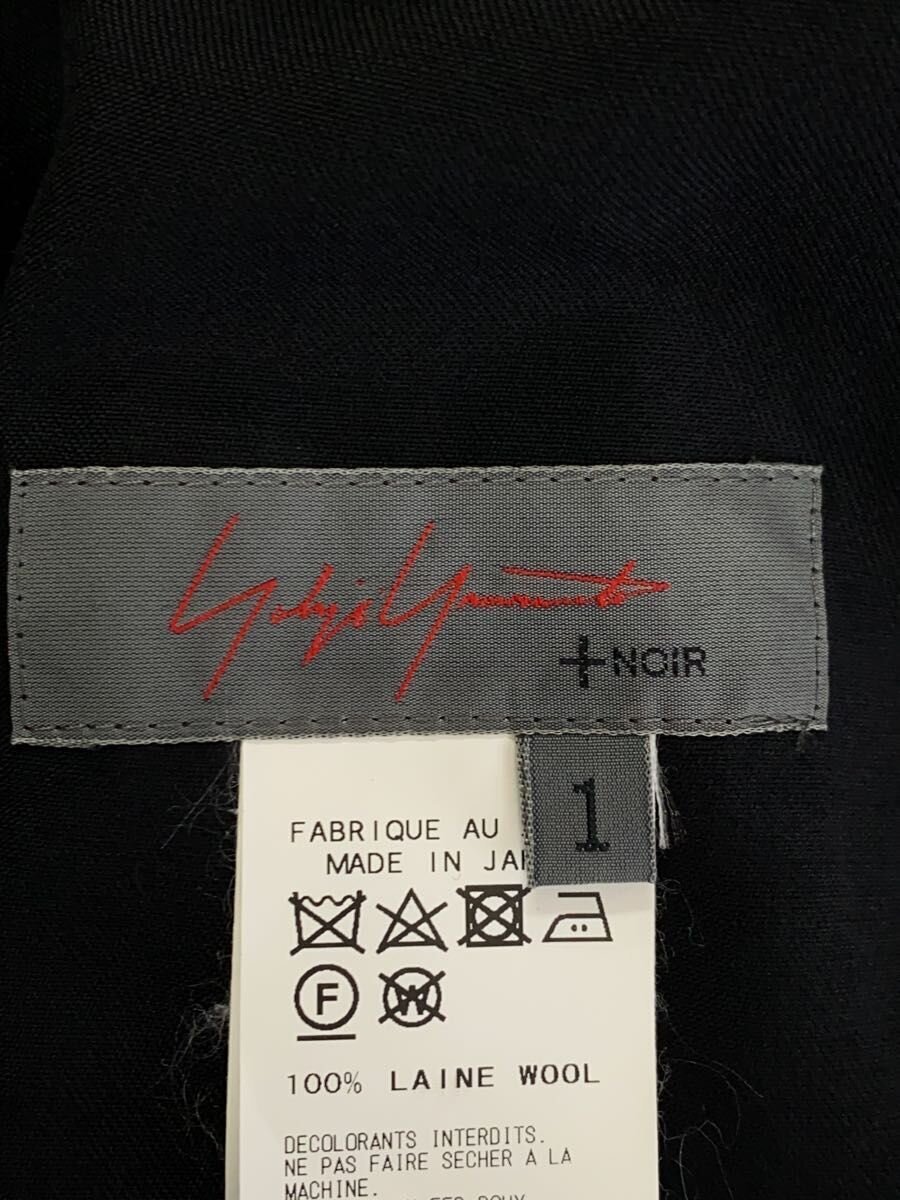 Yohji Yamamoto
+NOIR
1
FABRIQUE AU
MADE IN JA
F
W
100% LAINE WOOL
DECOLORANTS INTERDITS.
NE PAS FAIRE SECHER A LA
MACHINE.